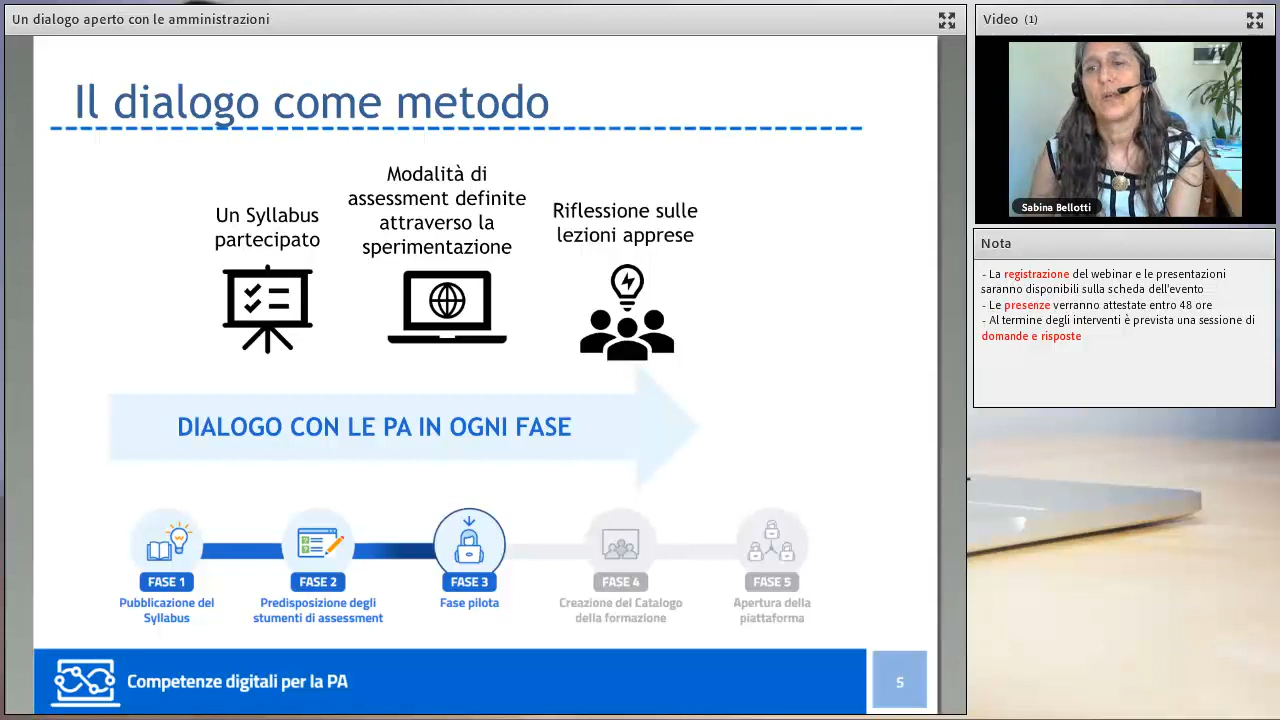 Un dialogo aperto con le amministrazioni
Il dialogo come metodo
Un Syllabus
partecipato
Modalità di
assessment definite
attraverso la
sperimentazione
Riflessione sulle
lezioni apprese
DIALOGO CON LE PA IN OGNI FASE
FASE 1
Pubblicazione del
Syllabus
FASE 2
Predisposizione degli
stumenti di assessment
FASE 3
Fase pilota
FASE 4
Creazione del Catalogo
della formazione
FASE 5
Apertura della
piattaforma
Competenze digitali per la PA
5
Video (1)
Sabina Bellotti
Nota
- La registrazione del webinar e le presentazioni
saranno disponibili sulla scheda dell'evento
- Le presenze verranno attestate entro 48 ore
- Al termine degli interventi è prevista una sessione di
domande e risposte